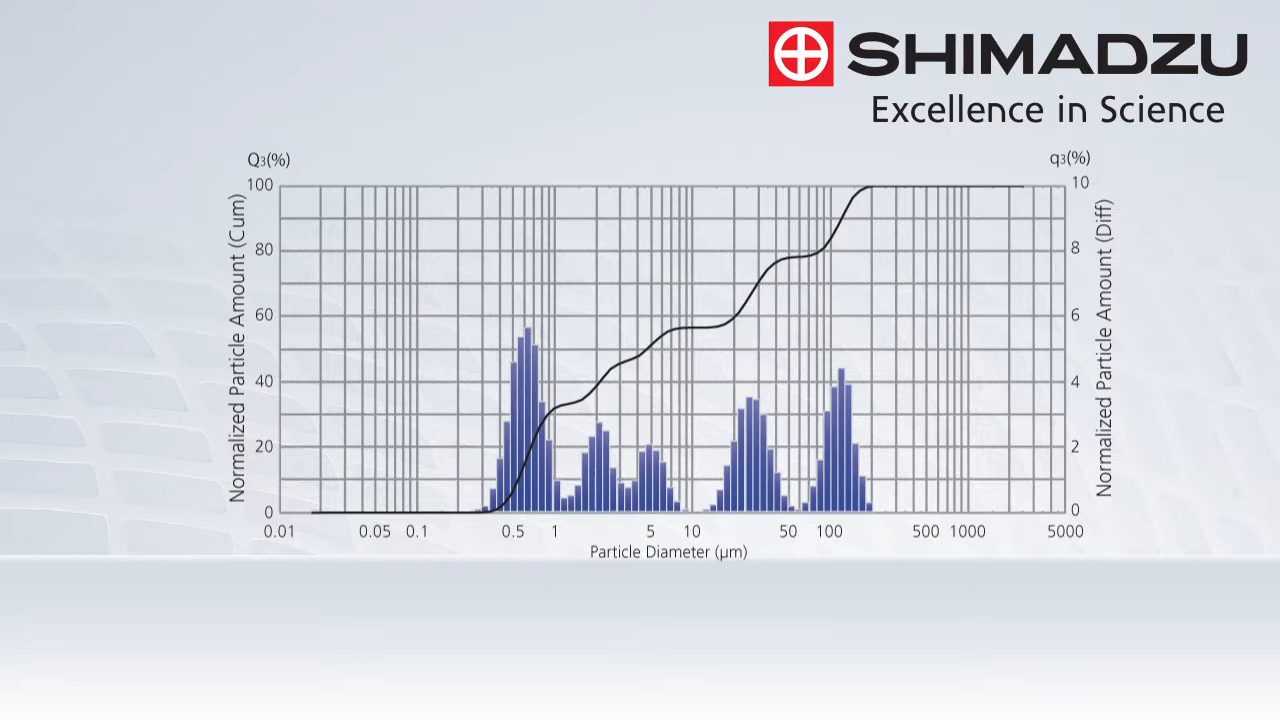 SHIMADZU
Excellence in Science
Q3(%)
q3(%)
Normalized Particle Amount (Cum)
100
80
60
40
20
0
10
8
6
4
2
0
Normalized Particle Amount (Diff)
0.01 0.05 0.1 0.5 1 5 10 50 100 500 1000 5000
Particle Diameter (μm)